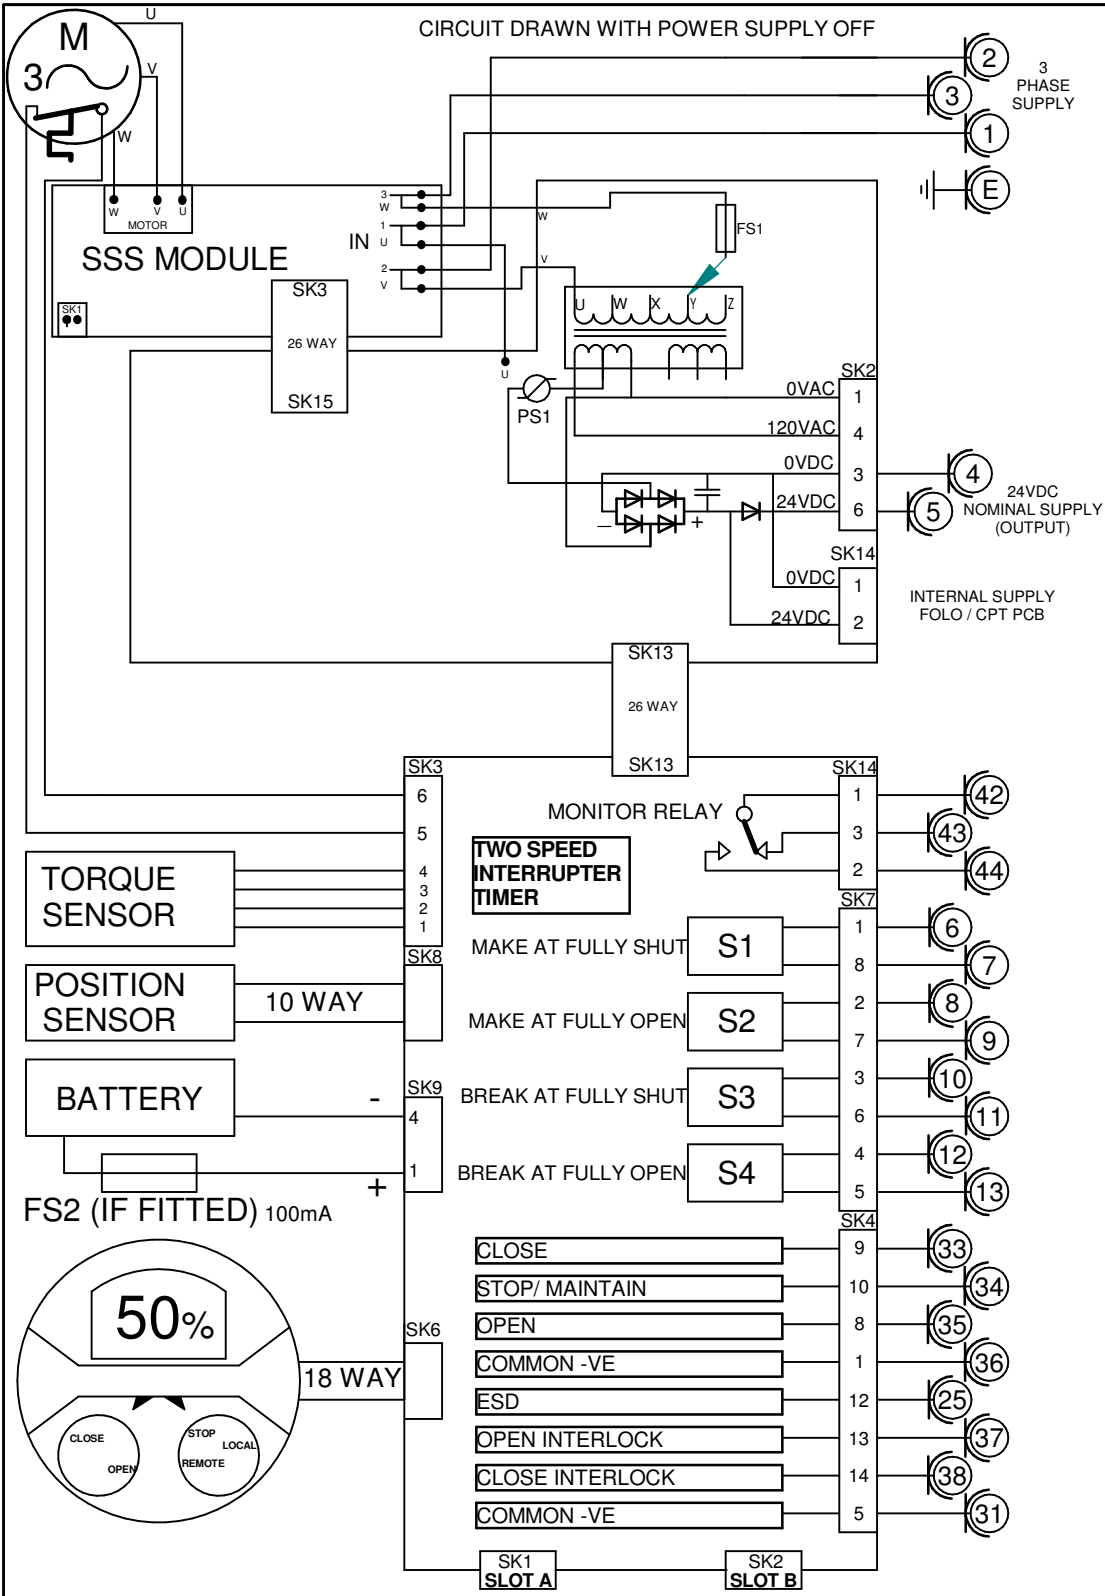 U
CIRCUIT DRAWN WITH POWER SUPPLY OFF
M
3
V
W
2
3
1
E
3
PHASE
SUPPLY
W
V
U
MOTOR
SSS MODULE
IN
3
W
1
U
2
V
W
V
FS1
SK1
SK3
26 WAY
SK15
U
W
X
Y
Z
U
PS1
SK2
0VAC
1
120VAC
4
0VDC
3
24VDC
6
4
5
24VDC
NOMINAL SUPPLY
(OUTPUT)
–
+
SK14
0VDC
1
24VDC
2
INTERNAL SUPPLY
FOLO / CPT PCB
SK13
26 WAY
SK13
SK3
6
5
4
3
2
1
TORQUE
SENSOR
TWO SPEED
INTERRUPTER
TIMER
MONITOR RELAY
SK14
1
3
2
42
43
44
SK7
MAKE AT FULLY SHUT
S1
1
8
6
7
SK8
POSITION
SENSOR
10 WAY
MAKE AT FULLY OPEN
S2
2
7
8
9
BREAK AT FULLY SHUT
S3
3
6
10
11
BREAK AT FULLY OPEN
S4
4
5
12
13
BATTERY
-
+
SK9
4
1
FS2 (IF FITTED) 100mA
SK4
CLOSE
9
33
STOP/ MAINTAIN
10
34
OPEN
8
35
COMMON -VE
1
36
ESD
12
25
OPEN INTERLOCK
13
37
CLOSE INTERLOCK
14
38
COMMON -VE
5
31
50%
SK6
18 WAY
CLOSE
OPEN
STOP
LOCAL
REMOTE
SK1
SLOT A
SK2
SLOT B